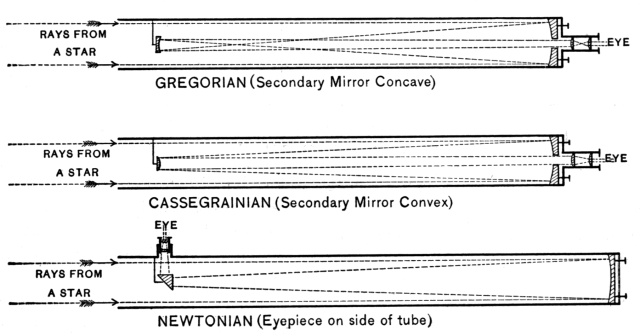 RAYS FROM
A STAR
EYE
GREGORIAN (Secondary Mirror Concave)
RAYS FROM
A STAR
EYE
CASSEGRAINIAN (Secondary Mirror Convex)
EYE
RAYS FROM
A STAR
NEWTONIAN (Eyepiece on side of tube)